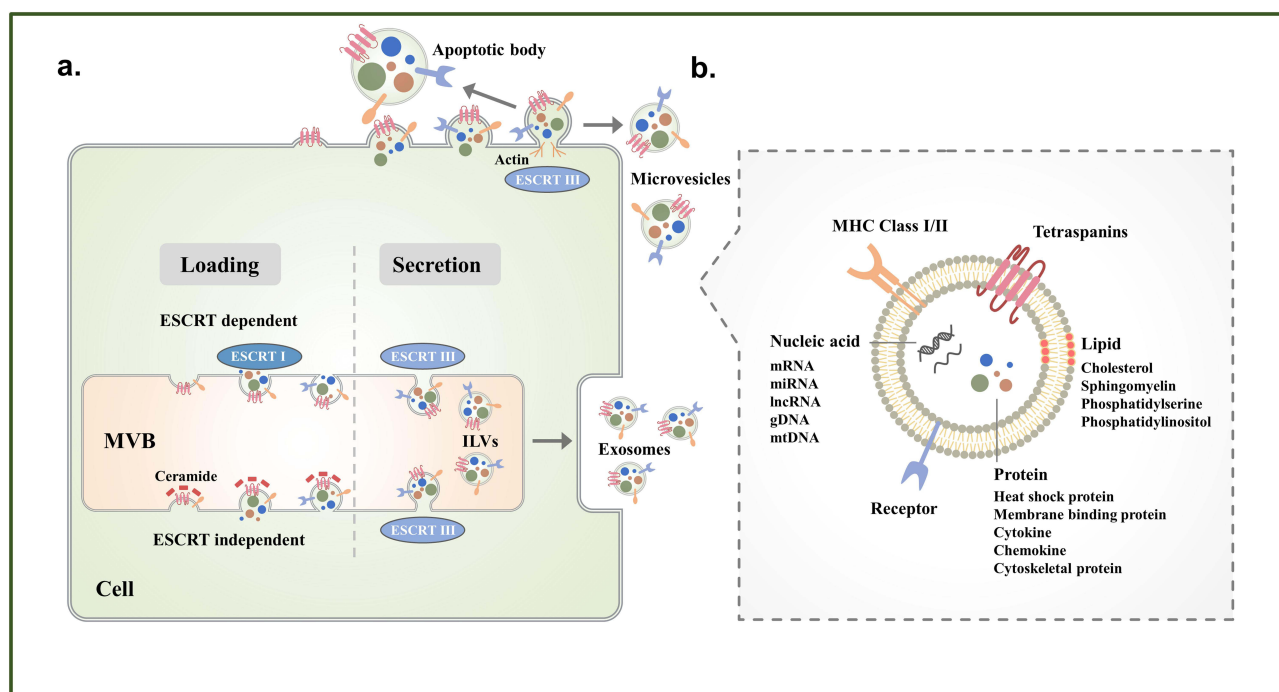 a.
Apoptotic body
Actin
ESCRT III
Microvesicles
Loading
Secretion
ESCRT dependent
ESCRT I
ESCRT III
MVB
ILVs
Exosomes
Ceramide
ESCRT III
ESCRT independent
Cell
b.
MHC Class I/II
Tetraspanins
Nucleic acid
mRNA
miRNA
lncRNA
gDNA
mtDNA
Lipid
Cholesterol
Sphingomyelin
Phosphatidylserine
Phosphatidylinositol
Receptor
Protein
Heat shock protein
Membrane binding protein
Cytokine
Chemokine
Cytoskeletal protein